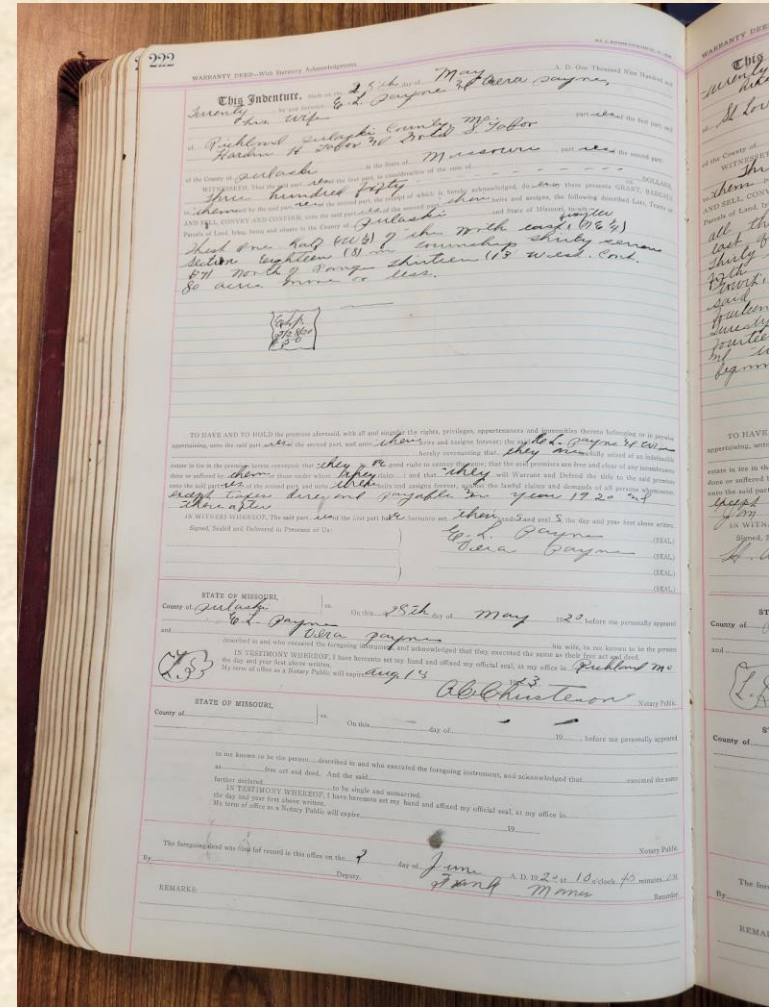 222
WARRANTY DEED—With Statutory Acknowledgments.
This Indenture, Made on the 28th day of May A. D. One Thousand Nine Hundred and
Twenty by and between E. L. Payne and Vera Payne,
his wife
of Richland Pulaski County, Mo. part ies of the first part, and
Hardin H. Tabor and
of the County of Pulaski in the State of Missouri part ies of the second part.
WITNESSETH, That the said part ies of the first part, in consideration of the sum of
Three hundred fifty DOLLARS,
to them paid by the said part ies of the second part, the receipt of which is hereby acknowledged, do by these presents GRANT, BARGAIN
AND SELL, CONVEY AND CONFIRM, unto the said part ies of the second part, their heirs and assigns, the following described Lots, Tracts or
Parcels of Land, lying, being and situate in the County of Pulaski and State of Missouri, to-wit:
quarter
West One Half (W½) of the North east (NE¼)
Section Eighteen (18) in township thirty seven
(37) North of Range thirteen (13 West. Cont.
80 acres more or less.
TO HAVE AND TO HOLD the premises aforesaid, with all and singular the rights, privileges, appurtenances and immunities thereto belonging or in anywise
appertaining, unto the said part ies of the second part, and unto their heirs and assigns forever; the said E. L. Payne
hereby covenanting that they are lawfully seized of an indefeasible
estate in fee in the premises herein conveyed; that they have good right to convey the same; that the said premises are free and clear of any incumbrance
done or suffered by them or those under whom they claim; and that they will Warrant and Defend the title to the said premises
unto the said part ies of the second part and unto their heirs and assigns forever, against the lawful claims and demands of all persons whomsoever,
except taxes due and payable in year 1920 and
thereafter
IN WITNESS WHEREOF, The said part ies of the first part have hereunto set their hands and seal s the day and year first above written.
Signed, Sealed and Delivered in Presence of Us:
E. L. Payne (SEAL.)
Vera Payne (SEAL.)
(SEAL.)
(SEAL.)
STATE OF MISSOURI,
County of Pulaski ss. On this 28th day of May 1920 before me personally appeared
E. L. Payne
and Vera Payne his wife, to me known to be the person
described in and who executed the foregoing instrument, and acknowledged that they executed the same as their free act and deed.
IN TESTIMONY WHEREOF, I have hereunto set my hand and affixed my official seal, at my office in Richland Mo
the day and year first above written.
My term of office as a Notary Public will expire Aug. 13 1923
L.S.
A C Christeson Notary Public.
STATE OF MISSOURI,
County of ss. On this day of 19 before me personally appeared
to me known to be the person described in and who executed the foregoing instrument, and acknowledged that executed the same
as free act and deed. And the said
further declared to be single and unmarried.
IN TESTIMONY WHEREOF, I have hereunto set my hand and affixed my official seal, at my office in
the day and year first above written.
My term of office as a Notary Public will expire 19
Notary Public.
The foregoing deed was filed for record in this office on the 2 day of June A. D. 1920 at 10 o'clock 45 minutes M
By Deputy. Frank Manes Recorder.
REMARKS: